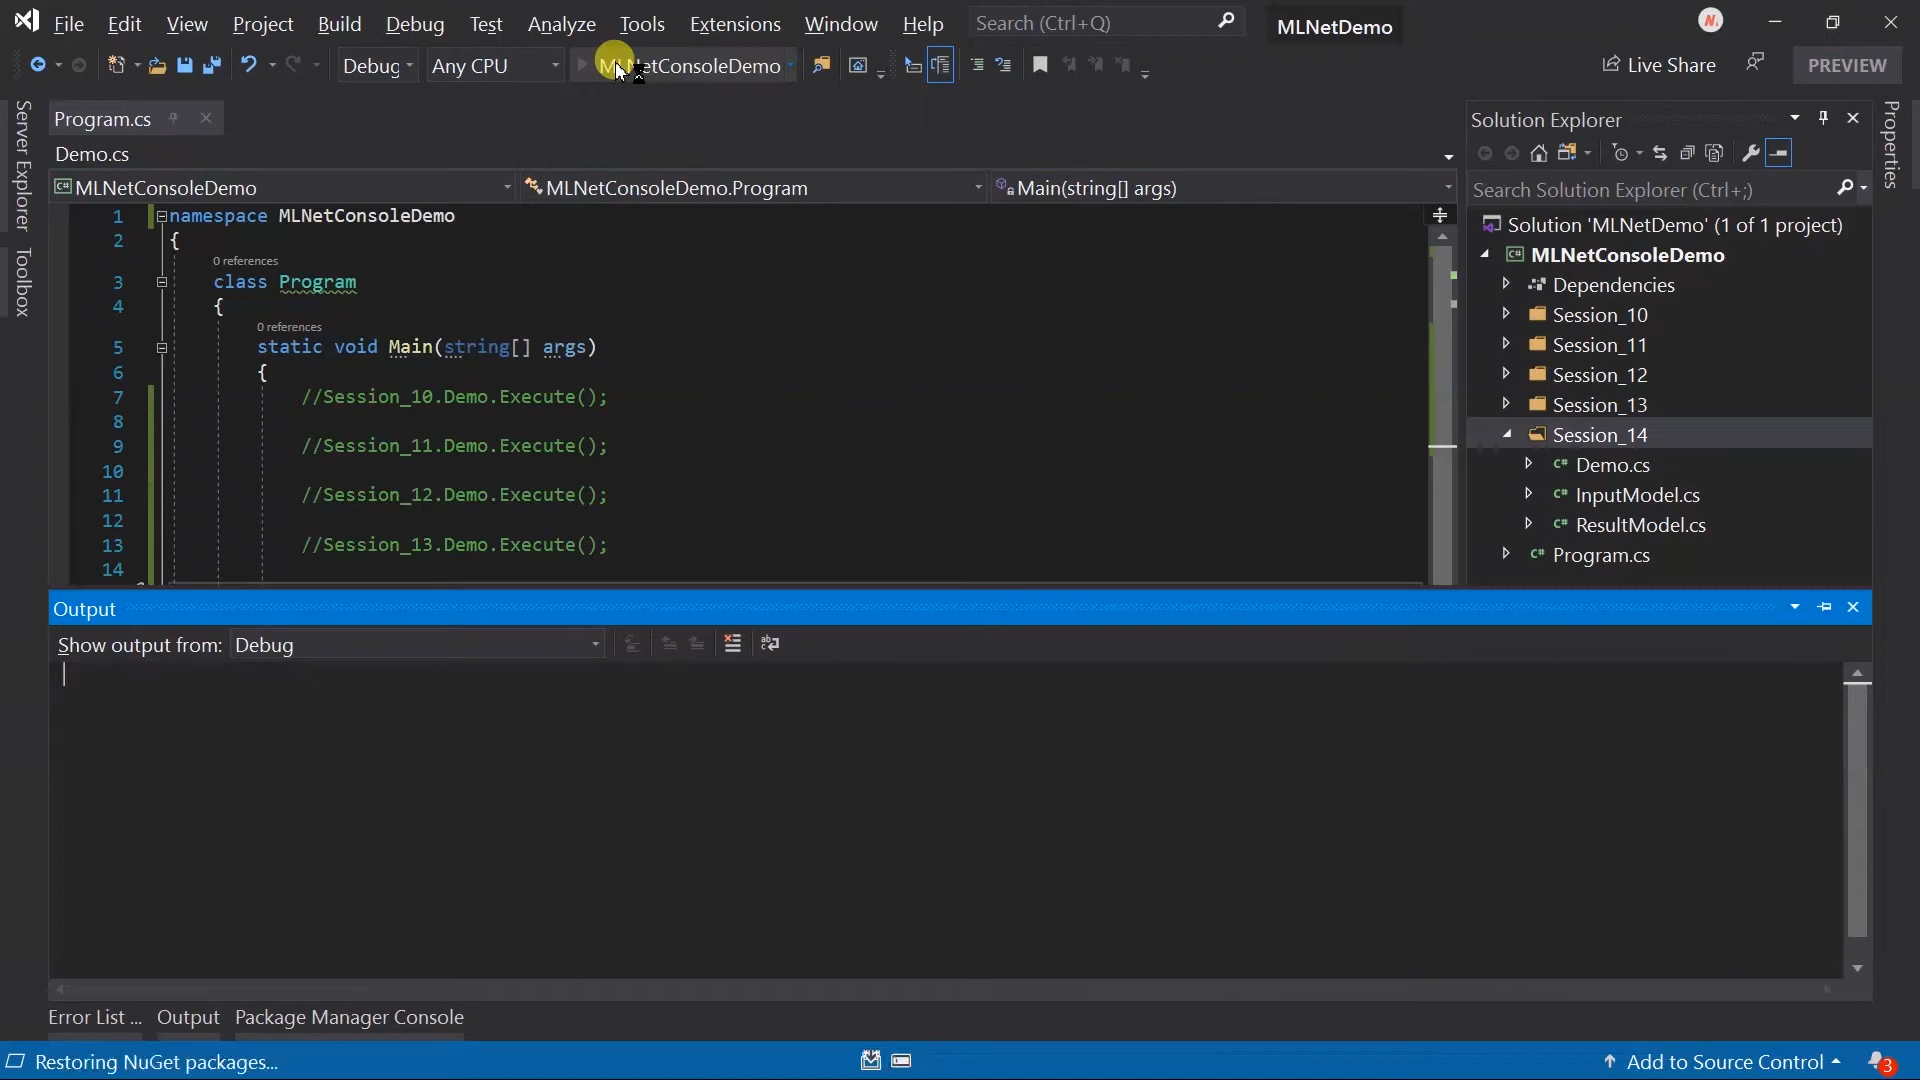 File Edit View Project Build Debug Test Analyze Tools Extensions Window Help Search (Ctrl+Q) MLNetDemo
Debug Any CPU MLNetConsoleDemo Live Share PREVIEW
Server Explorer
Toolbox
Program.cs
Demo.cs
MLNetConsoleDemo MLNetConsoleDemo.Program Main(string[] args)
1 namespace MLNetConsoleDemo
2 {
0 references
3 class Program
4 {
0 references
5 static void Main(string[] args)
6 {
7 //Session_10.Demo.Execute();
8
9 //Session_11.Demo.Execute();
10
11 //Session_12.Demo.Execute();
12
13 //Session_13.Demo.Execute();
14
Solution Explorer
Search Solution Explorer (Ctrl+;)
Solution 'MLNetDemo' (1 of 1 project)
MLNetConsoleDemo
Dependencies
Session_10
Session_11
Session_12
Session_13
Session_14
C# Demo.cs
C# InputModel.cs
C# ResultModel.cs
C# Program.cs
Properties
Output
Show output from: Debug
Error List ... Output Package Manager Console
Restoring NuGet packages... Add to Source Control 3